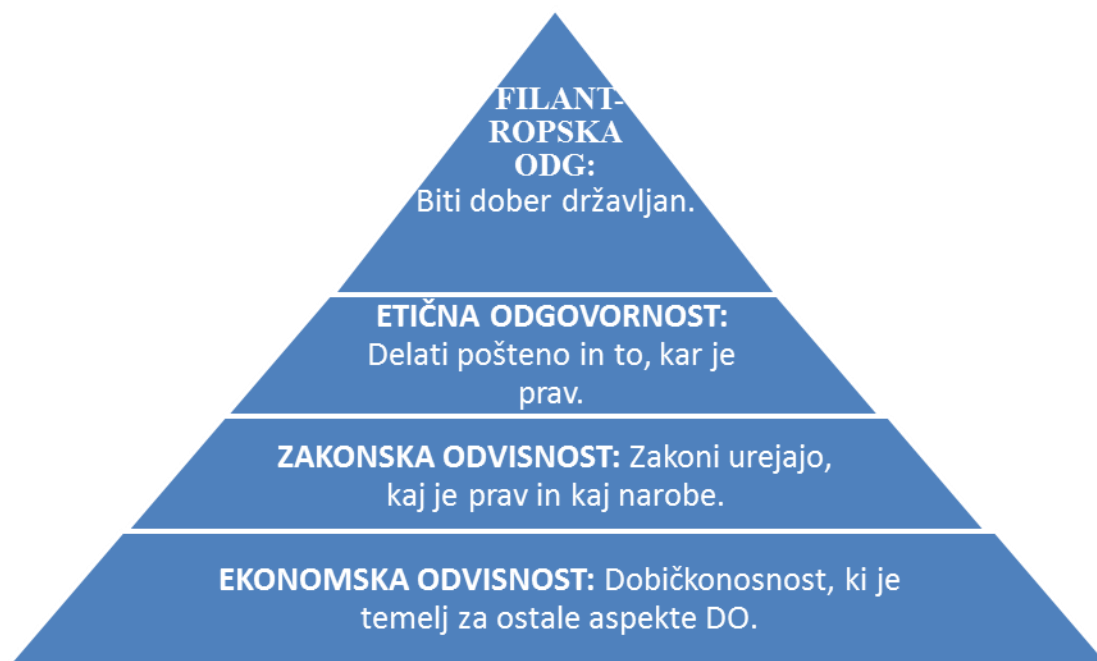 FILANT-
ROPSKA
ODG:
Biti dober državljan.
ETIČNA ODGOVORNOST:
Delati pošteno in to, kar je
prav.
ZAKONSKA ODVISNOST: Zakoni urejajo,
kaj je prav in kaj narobe.
EKONOMSKA ODVISNOST: Dobičkonosnost, ki je
temelj za ostale aspekte DO.